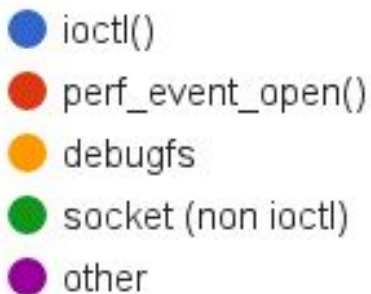 ioctl()
perf_event_open()
debugfs
socket (non ioctl)
other